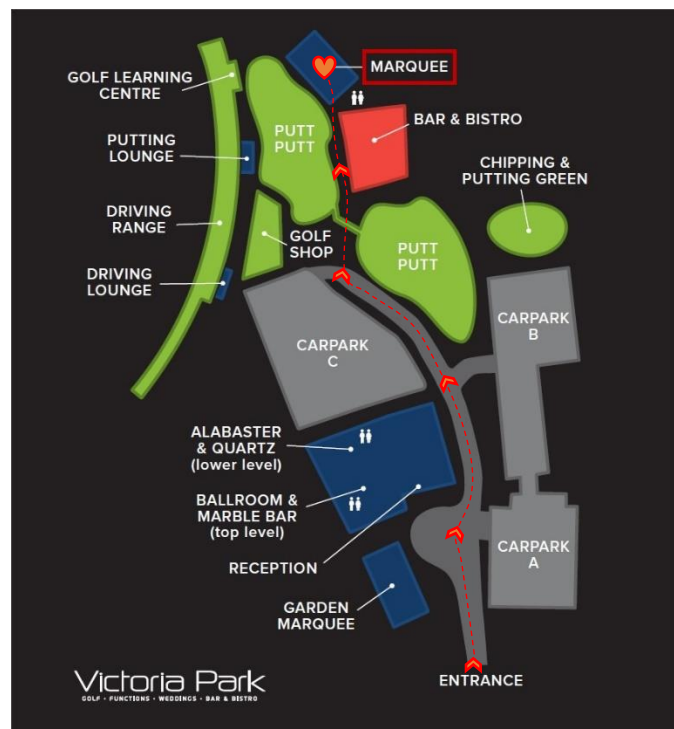 MARQUEE
GOLF LEARNING
CENTRE
PUTT
PUTT
BAR & BISTRO
PUTTING
LOUNGE
CHIPPING &
PUTTING GREEN
DRIVING
RANGE
GOLF
SHOP
PUTT
PUTT
DRIVING
LOUNGE
CARPARK
B
CARPARK
C
ALABASTER
& QUARTZ
(lower level)
BALLROOM &
MARBLE BAR
(top level)
CARPARK
A
RECEPTION
GARDEN
MARQUEE
ENTRANCE
Victoria Park
GOLF • FUNCTIONS • WEDDINGS • BAR & BISTRO